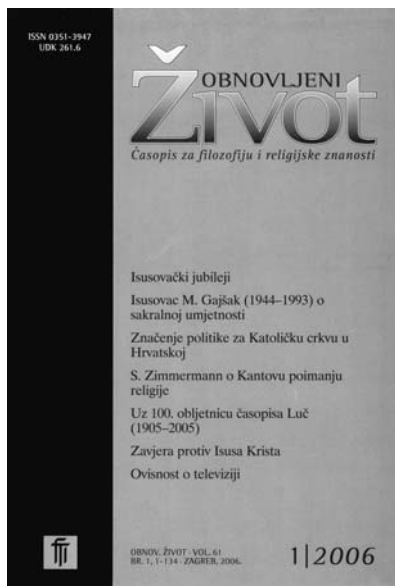 ISSN 0351-3947
UDK 261.6
OBNOVLJENI
Život
Časopis za filozofiju i religijske znanosti
Isusovački jubileji
Isusovac M. Gajšak (1944–1993) o
sakralnoj umjetnosti
Značenje politike za Katoličku crkvu u
Hrvatskoj
S. Zimmermann o Kantovu poimanju
religije
Uz 100. obljetnicu časopisa Luč
(1905–2005)
Zavjera protiv Isusa Krista
Ovisnost o televiziji
OBNOV. ŽIVOT · VOL. 61
BR. 1, 1–134 · ZAGREB, 2006.
1|2006